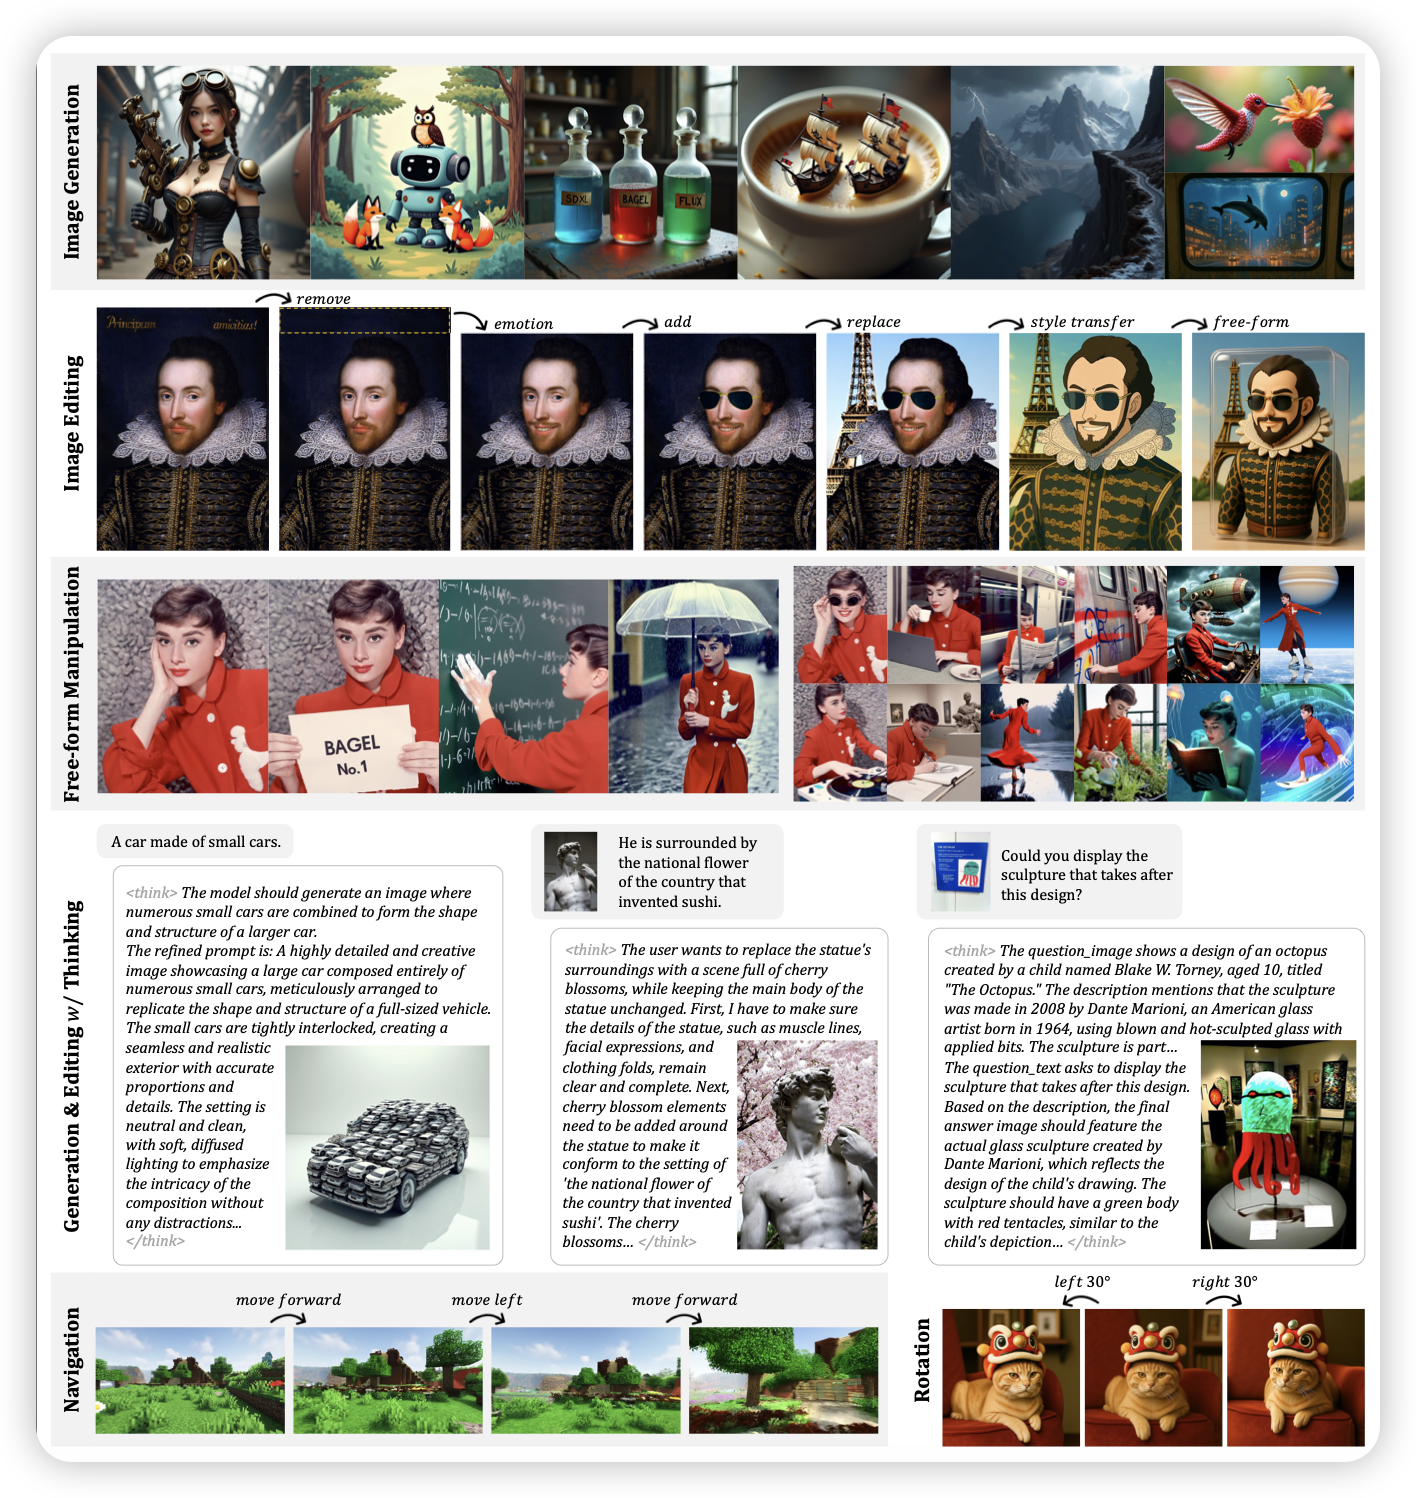 Image Generation
SDXL
BAGEL
FLUX
Image Editing
remove
emotion
add
replace
style transfer
free-form
Principum amicitias!
Free-form Manipulation
BAGEL
No.1
Generation & Editing w/ Thinking
A car made of small cars.
<think> The model should generate an image where
numerous small cars are combined to form the shape
and structure of a larger car.
The refined prompt is: A highly detailed and creative
image showcasing a large car composed entirely of
numerous small cars, meticulously arranged to
replicate the shape and structure of a full-sized vehicle.
The small cars are tightly interlocked, creating a
seamless and realistic
exterior with accurate
proportions and
details. The setting is
neutral and clean,
with soft, diffused
lighting to emphasize
the intricacy of the
composition without
any distractions...
</think>
He is surrounded by
the national flower
of the country that
invented sushi.
<think> The user wants to replace the statue's
surroundings with a scene full of cherry
blossoms, while keeping the main body of the
statue unchanged. First, I have to make sure
the details of the statue, such as muscle lines,
facial expressions, and
clothing folds, remain
clear and complete. Next,
cherry blossom elements
need to be added around
the statue to make it
conform to the setting of
'the national flower of
the country that invented
sushi'. The cherry
blossoms... </think>
Could you display the
sculpture that takes after
this design?
<think> The question_image shows a design of an octopus
created by a child named Blake W. Torney, aged 10, titled
"The Octopus." The description mentions that the sculpture
was made in 2008 by Dante Marioni, an American glass
artist born in 1964, using blown and hot-sculpted glass with
applied bits. The sculpture is part...
The question_text asks to display the
sculpture that takes after this design.
Based on the description, the final
answer image should feature the
actual glass sculpture created by
Dante Marioni, which reflects the
design of the child's drawing. The
sculpture should have a green body
with red tentacles, similar to the
child's depiction... </think>
Navigation
move forward
move left
move forward
Rotation
left 30°
right 30°